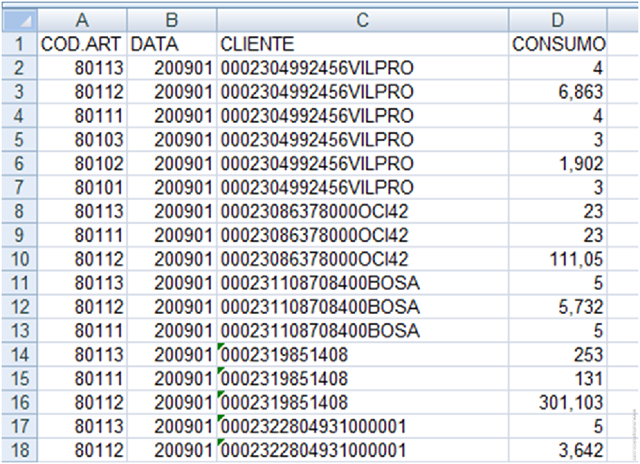 A B C D
1 COD.ART DATA CLIENTE CONSUMO
2 80113 200901 0002304992456VILPRO 4
3 80112 200901 0002304992456VILPRO 6,863
4 80111 200901 0002304992456VILPRO 4
5 80103 200901 0002304992456VILPRO 3
6 80102 200901 0002304992456VILPRO 1,902
7 80101 200901 0002304992456VILPRO 3
8 80113 200901 00023086378000OCI42 23
9 80111 200901 00023086378000OCI42 23
10 80112 200901 00023086378000OCI42 111,05
11 80113 200901 000231108708400BOSA 5
12 80112 200901 000231108708400BOSA 5,732
13 80111 200901 000231108708400BOSA 5
14 80113 200901 0002319851408 253
15 80111 200901 0002319851408 131
16 80112 200901 0002319851408 301,103
17 80113 200901 0002322804931000001 5
18 80112 200901 0002322804931000001 3,642